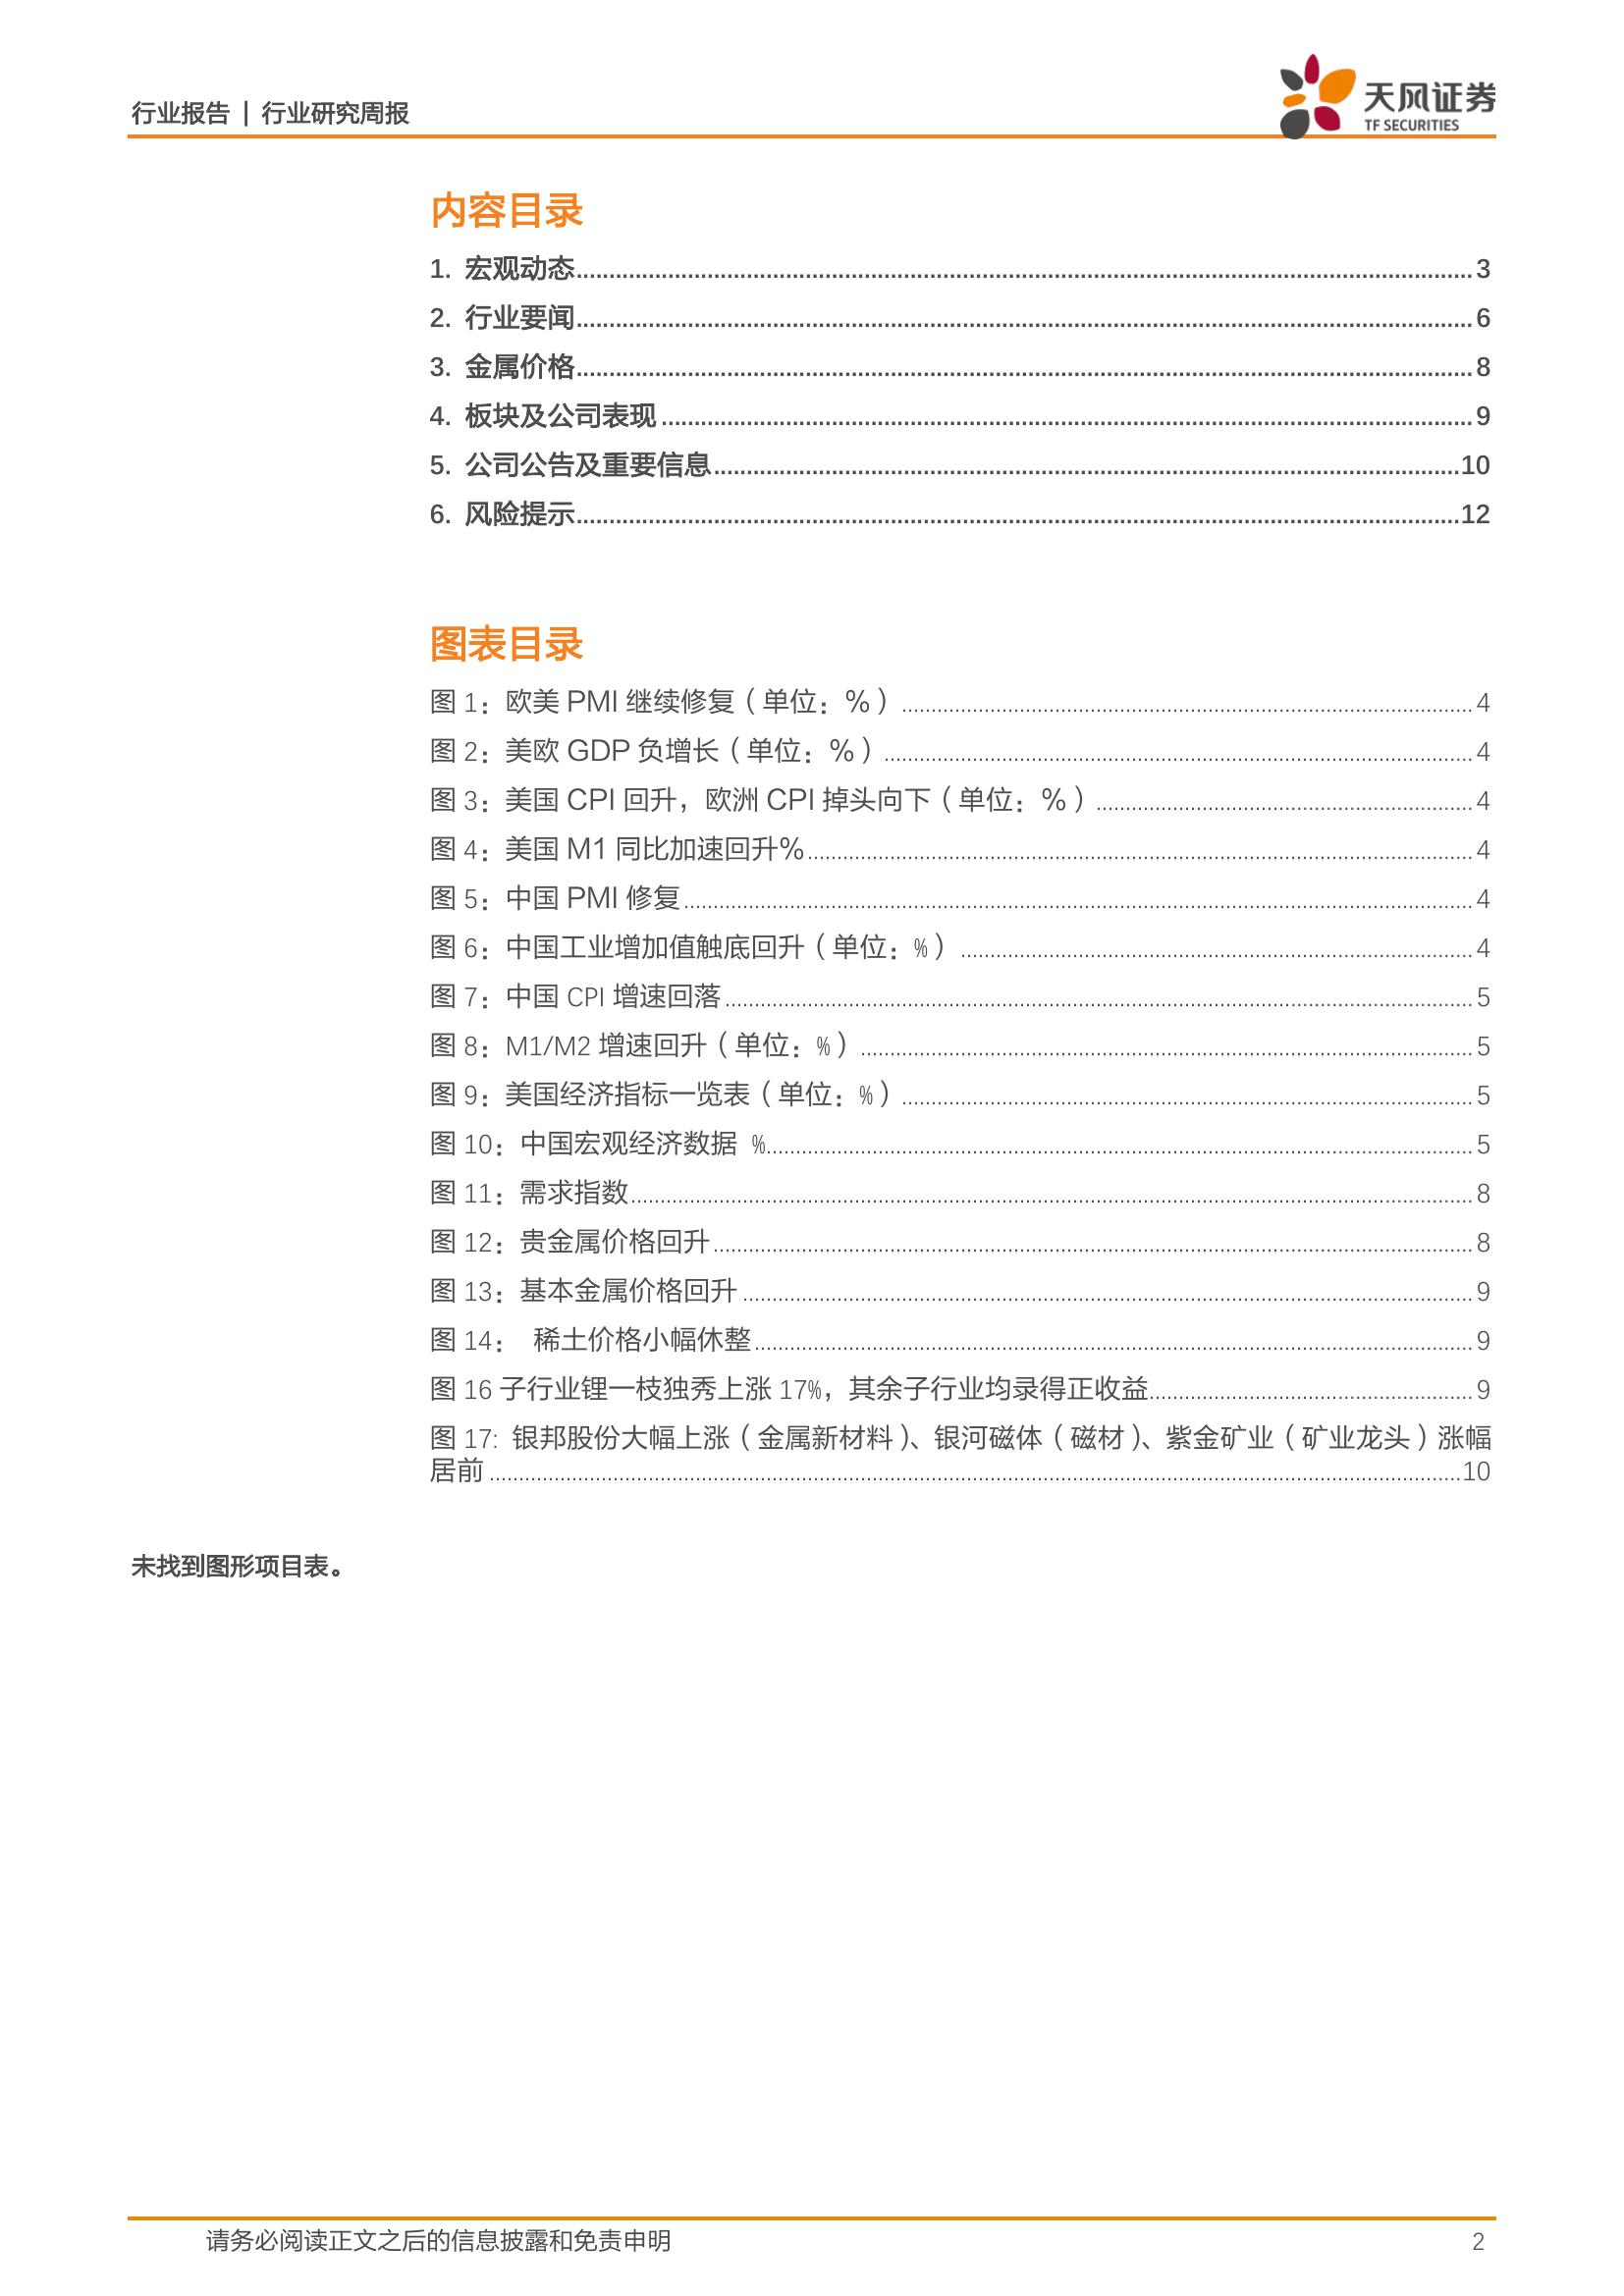 行业报告 | 行业研究周报
天风证券
TF SECURITIES
内容目录
1. 宏观动态 3
2. 行业要闻 6
3. 金属价格 8
4. 板块及公司表现 9
5. 公司公告及重要信息 10
6. 风险提示 12
图表目录
图 1：欧美 PMI 继续修复（单位：%） 4
图 2：美欧 GDP 负增长（单位：%） 4
图 3：美国 CPI 回升，欧洲 CPI 掉头向下（单位：%） 4
图 4：美国 M1 同比加速回升% 4
图 5：中国 PMI 修复 4
图 6：中国工业增加值触底回升（单位：%） 4
图 7：中国 CPI 增速回落 5
图 8：M1/M2 增速回升（单位：%） 5
图 9：美国经济指标一览表（单位：%） 5
图 10：中国宏观经济数据 % 5
图 11：需求指数 8
图 12：贵金属价格回升 8
图 13：基本金属价格回升 9
图 14： 稀土价格小幅休整 9
图 16 子行业锂一枝独秀上涨 17%，其余子行业均录得正收益 9
图 17: 银邦股份大幅上涨（金属新材料）、银河磁体（磁材）、紫金矿业（矿业龙头）涨幅
居前 10
未找到图形项目表。
请务必阅读正文之后的信息披露和免责申明 2